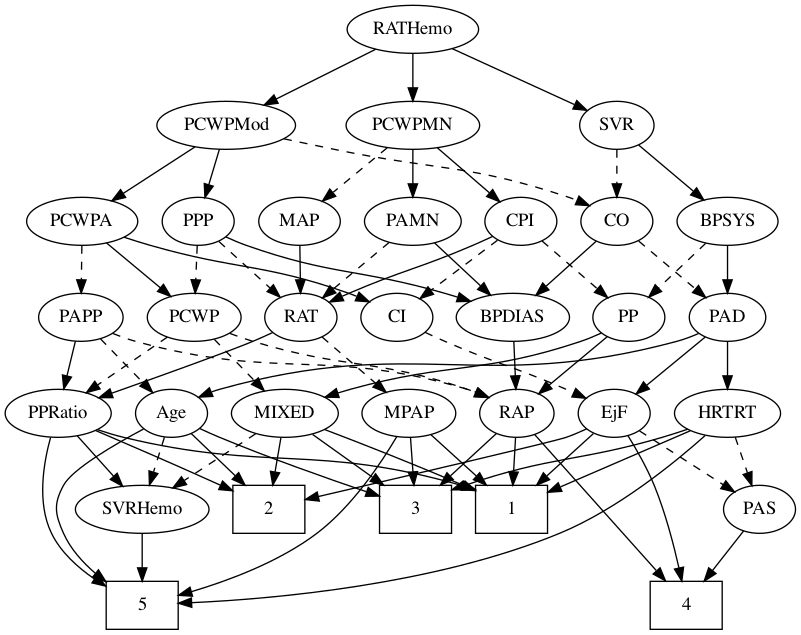 RATHemo
PCWPMod PCWPMN SVR
PCWPA PPP MAP PAMN CPI CO BPSYS
PAPP PCWP RAT CI BPDIAS PP PAD
PPRatio Age MIXED MPAP RAP EjF HRTRT
SVRHemo 2 3 1 PAS
5 4